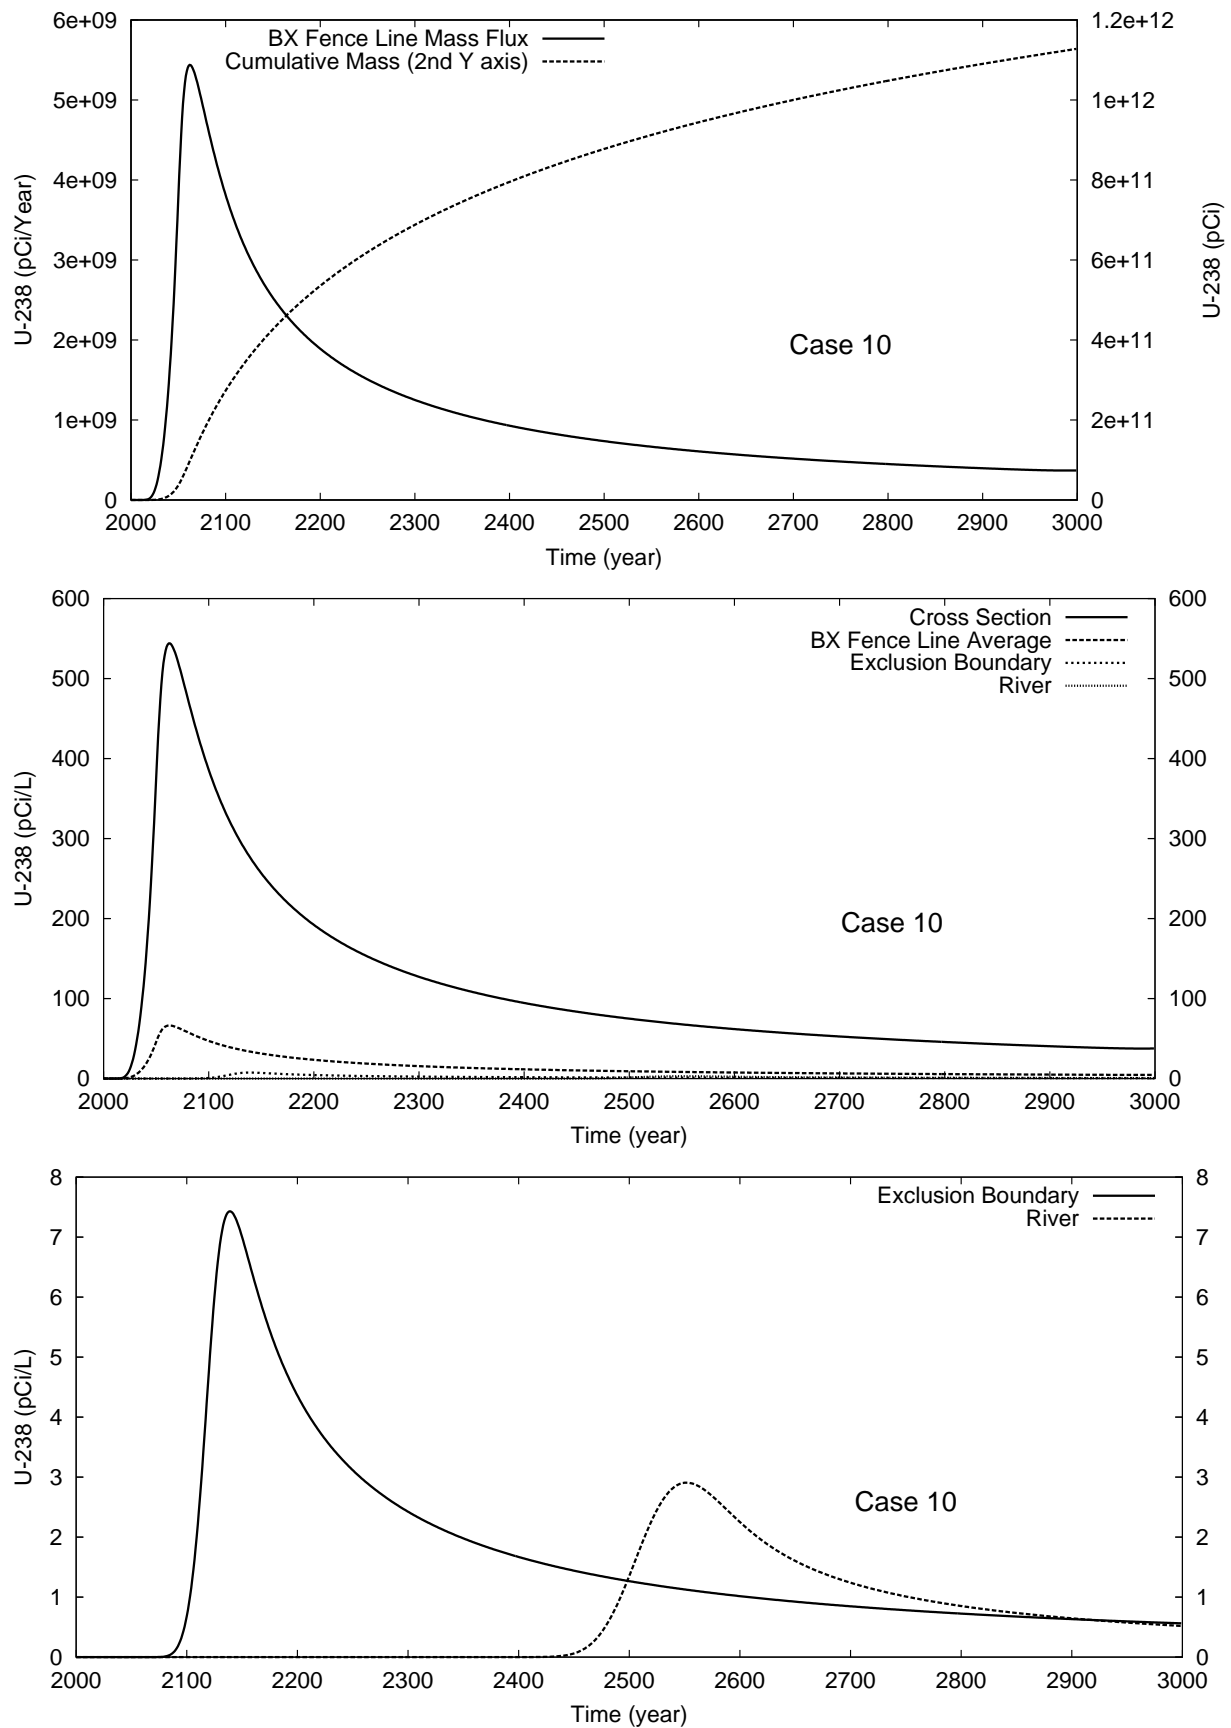 6e+09
5e+09
4e+09
3e+09
2e+09
1e+09
0
U-238 (pCi/Year)
BX Fence Line Mass Flux
Cumulative Mass (2nd Y axis)
Case 10
1.2e+12
1e+12
8e+11
6e+11
4e+11
2e+11
0
U-238 (pCi)
2000 2100 2200 2300 2400 2500 2600 2700 2800 2900 3000
Time (year)
600
500
400
300
200
100
0
U-238 (pCi/L)
Cross Section
BX Fence Line Average
Exclusion Boundary
River
Case 10
600
500
400
300
200
100
0
2000 2100 2200 2300 2400 2500 2600 2700 2800 2900 3000
Time (year)
8
7
6
5
4
3
2
1
0
U-238 (pCi/L)
Exclusion Boundary
River
Case 10
8
7
6
5
4
3
2
1
0
2000 2100 2200 2300 2400 2500 2600 2700 2800 2900 3000
Time (year)